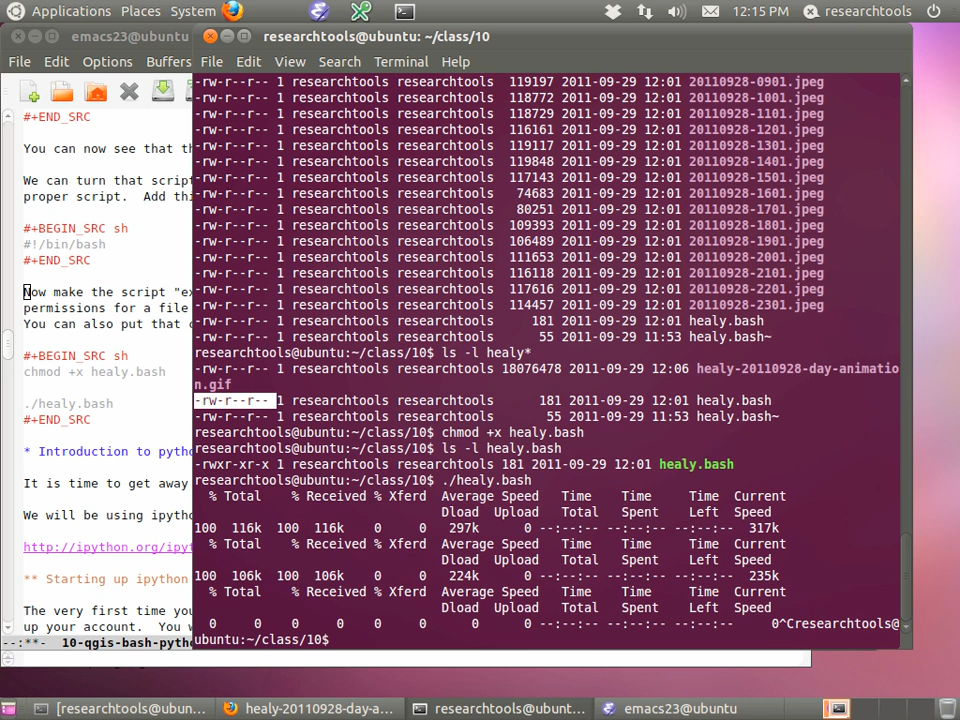 Applications Places System 12:15 PM researchtools
emacs23@ubuntu
researchtools@ubuntu: ~/class/10
File Edit Options Buffers
File Edit View Search Terminal Help
#+END_SRC
You can now see that th
We can turn that script
proper script. Add thi
#+BEGIN_SRC sh
#!/bin/bash
#+END_SRC
Now make the script "ex
permissions for a file
You can also put that c
#+BEGIN_SRC sh
chmod +x healy.bash
./healy.bash
#+END_SRC
* Introduction to pytho
It is time to get away
We will be using ipytho
http://ipython.org/ipyt
** Starting up ipython
The very first time you
up your account. You w
--:**- 10-qgis-bash-pytho
-rw-r--r-- 1 researchtools researchtools 119197 2011-09-29 12:01 20110928-0901.jpeg
-rw-r--r-- 1 researchtools researchtools 118772 2011-09-29 12:01 20110928-1001.jpeg
-rw-r--r-- 1 researchtools researchtools 118729 2011-09-29 12:01 20110928-1101.jpeg
-rw-r--r-- 1 researchtools researchtools 116161 2011-09-29 12:01 20110928-1201.jpeg
-rw-r--r-- 1 researchtools researchtools 119117 2011-09-29 12:01 20110928-1301.jpeg
-rw-r--r-- 1 researchtools researchtools 119848 2011-09-29 12:01 20110928-1401.jpeg
-rw-r--r-- 1 researchtools researchtools 117143 2011-09-29 12:01 20110928-1501.jpeg
-rw-r--r-- 1 researchtools researchtools 74683 2011-09-29 12:01 20110928-1601.jpeg
-rw-r--r-- 1 researchtools researchtools 80251 2011-09-29 12:01 20110928-1701.jpeg
-rw-r--r-- 1 researchtools researchtools 109393 2011-09-29 12:01 20110928-1801.jpeg
-rw-r--r-- 1 researchtools researchtools 106489 2011-09-29 12:01 20110928-1901.jpeg
-rw-r--r-- 1 researchtools researchtools 111653 2011-09-29 12:01 20110928-2001.jpeg
-rw-r--r-- 1 researchtools researchtools 116118 2011-09-29 12:01 20110928-2101.jpeg
-rw-r--r-- 1 researchtools researchtools 117616 2011-09-29 12:01 20110928-2201.jpeg
-rw-r--r-- 1 researchtools researchtools 114457 2011-09-29 12:01 20110928-2301.jpeg
-rw-r--r-- 1 researchtools researchtools 181 2011-09-29 12:01 healy.bash
-rw-r--r-- 1 researchtools researchtools 55 2011-09-29 11:53 healy.bash~
researchtools@ubuntu:~/class/10$ ls -l healy*
-rw-r--r-- 1 researchtools researchtools 18076478 2011-09-29 12:06 healy-20110928-day-animatio
n.gif
-rw-r--r-- 1 researchtools researchtools 181 2011-09-29 12:01 healy.bash
-rw-r--r-- 1 researchtools researchtools 55 2011-09-29 11:53 healy.bash~
researchtools@ubuntu:~/class/10$ chmod +x healy.bash
researchtools@ubuntu:~/class/10$ ls -l healy.bash
-rwxr-xr-x 1 researchtools researchtools 181 2011-09-29 12:01 healy.bash
researchtools@ubuntu:~/class/10$ ./healy.bash
% Total % Received % Xferd Average Speed Time Time Time Current
Dload Upload Total Spent Left Speed
100 116k 100 116k 0 0 297k 0 --:--:-- --:--:-- --:--:-- 317k
% Total % Received % Xferd Average Speed Time Time Time Current
Dload Upload Total Spent Left Speed
100 106k 100 106k 0 0 224k 0 --:--:-- --:--:-- --:--:-- 235k
% Total % Received % Xferd Average Speed Time Time Time Current
Dload Upload Total Spent Left Speed
0 0 0 0 0 0 0 0 --:--:-- --:--:-- --:--:-- 0^Cresearchtools@
ubuntu:~/class/10$
[researchtools@ubun... healy-20110928-day-a... researchtools@ubunt... emacs23@ubuntu